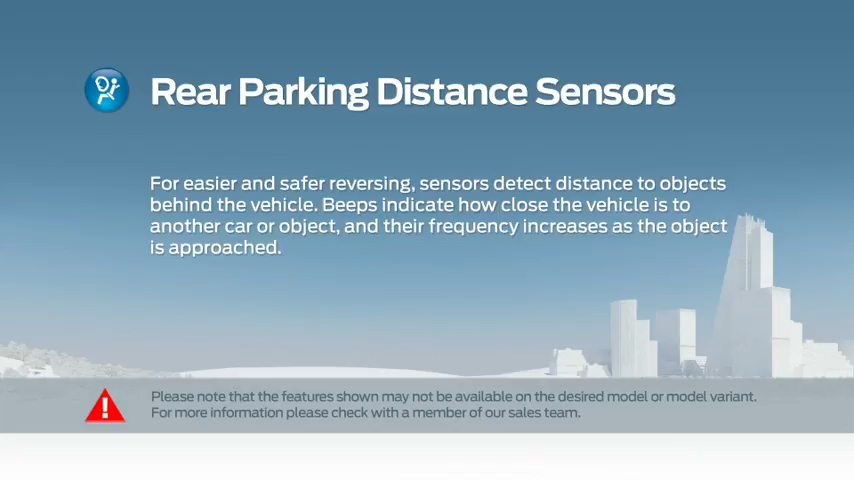 Rear Parking Distance Sensors
For easier and safer reversing, sensors detect distance to objects
behind the vehicle. Beeps indicate how close the vehicle is to
another car or object, and their frequency increases as the object
is approached.
Please note that the features shown may not be available on the desired model or model variant.
For more information please check with a member of our sales team.